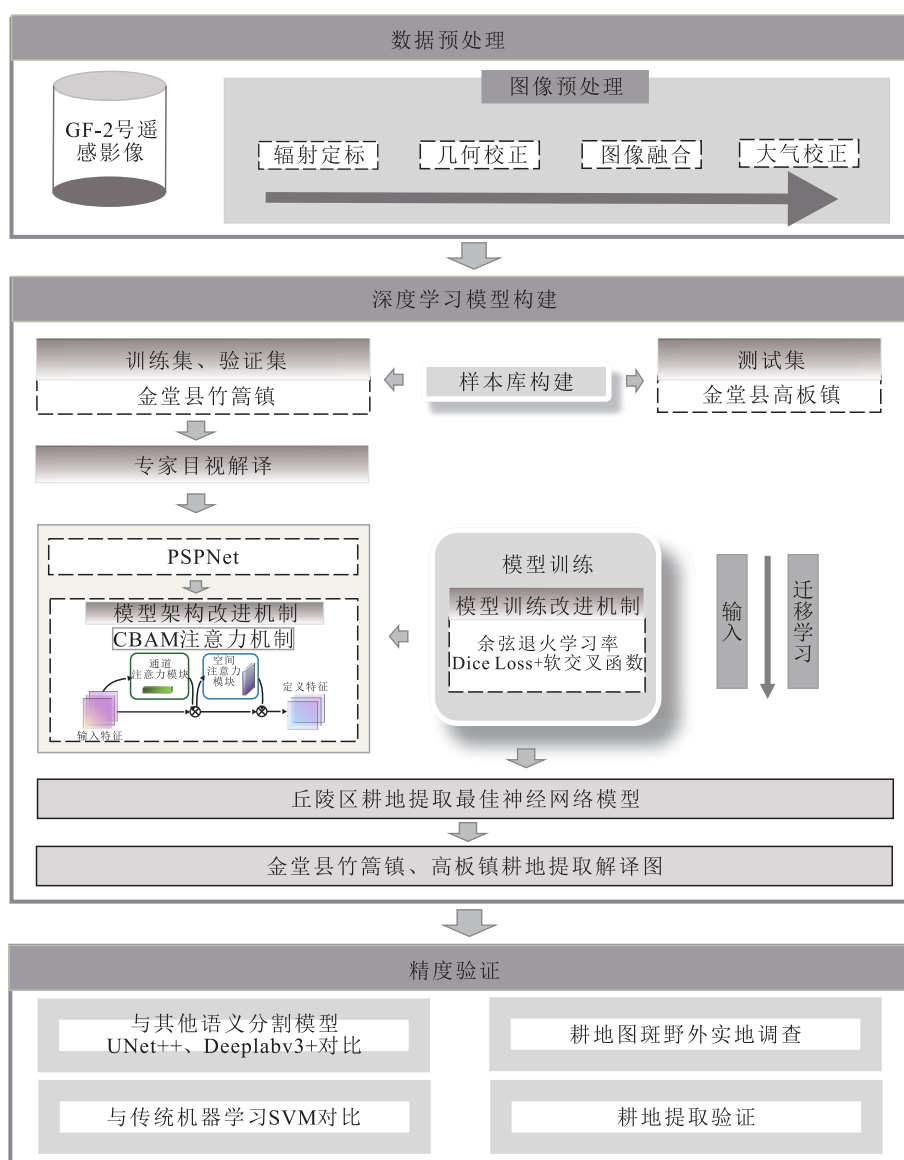 数据预处理
图像预处理
GF-2号遥
感影像
辐射定标
几何校正
图像融合
大气校正
深度学习模型构建
训练集、验证集
金堂县竹篙镇
样本库构建
测试集
金堂县高板镇
专家目视解译
PSPNet
模型架构改进机制
CBAM注意力机制
通道
注意力模块
空间
注意力
模块
定义特征
输入特征
模型训练
模型训练改进机制
余弦退火学习率
Dice Loss+软交叉函数
输入
迁移学习
丘陵区耕地提取最佳神经网络模型
金堂县竹篙镇、高板镇耕地提取解译图
精度验证
与其他语义分割模型
UNet++、Deeplabv3+对比
耕地图斑野外实地调查
与传统机器学习SVM对比
耕地提取验证